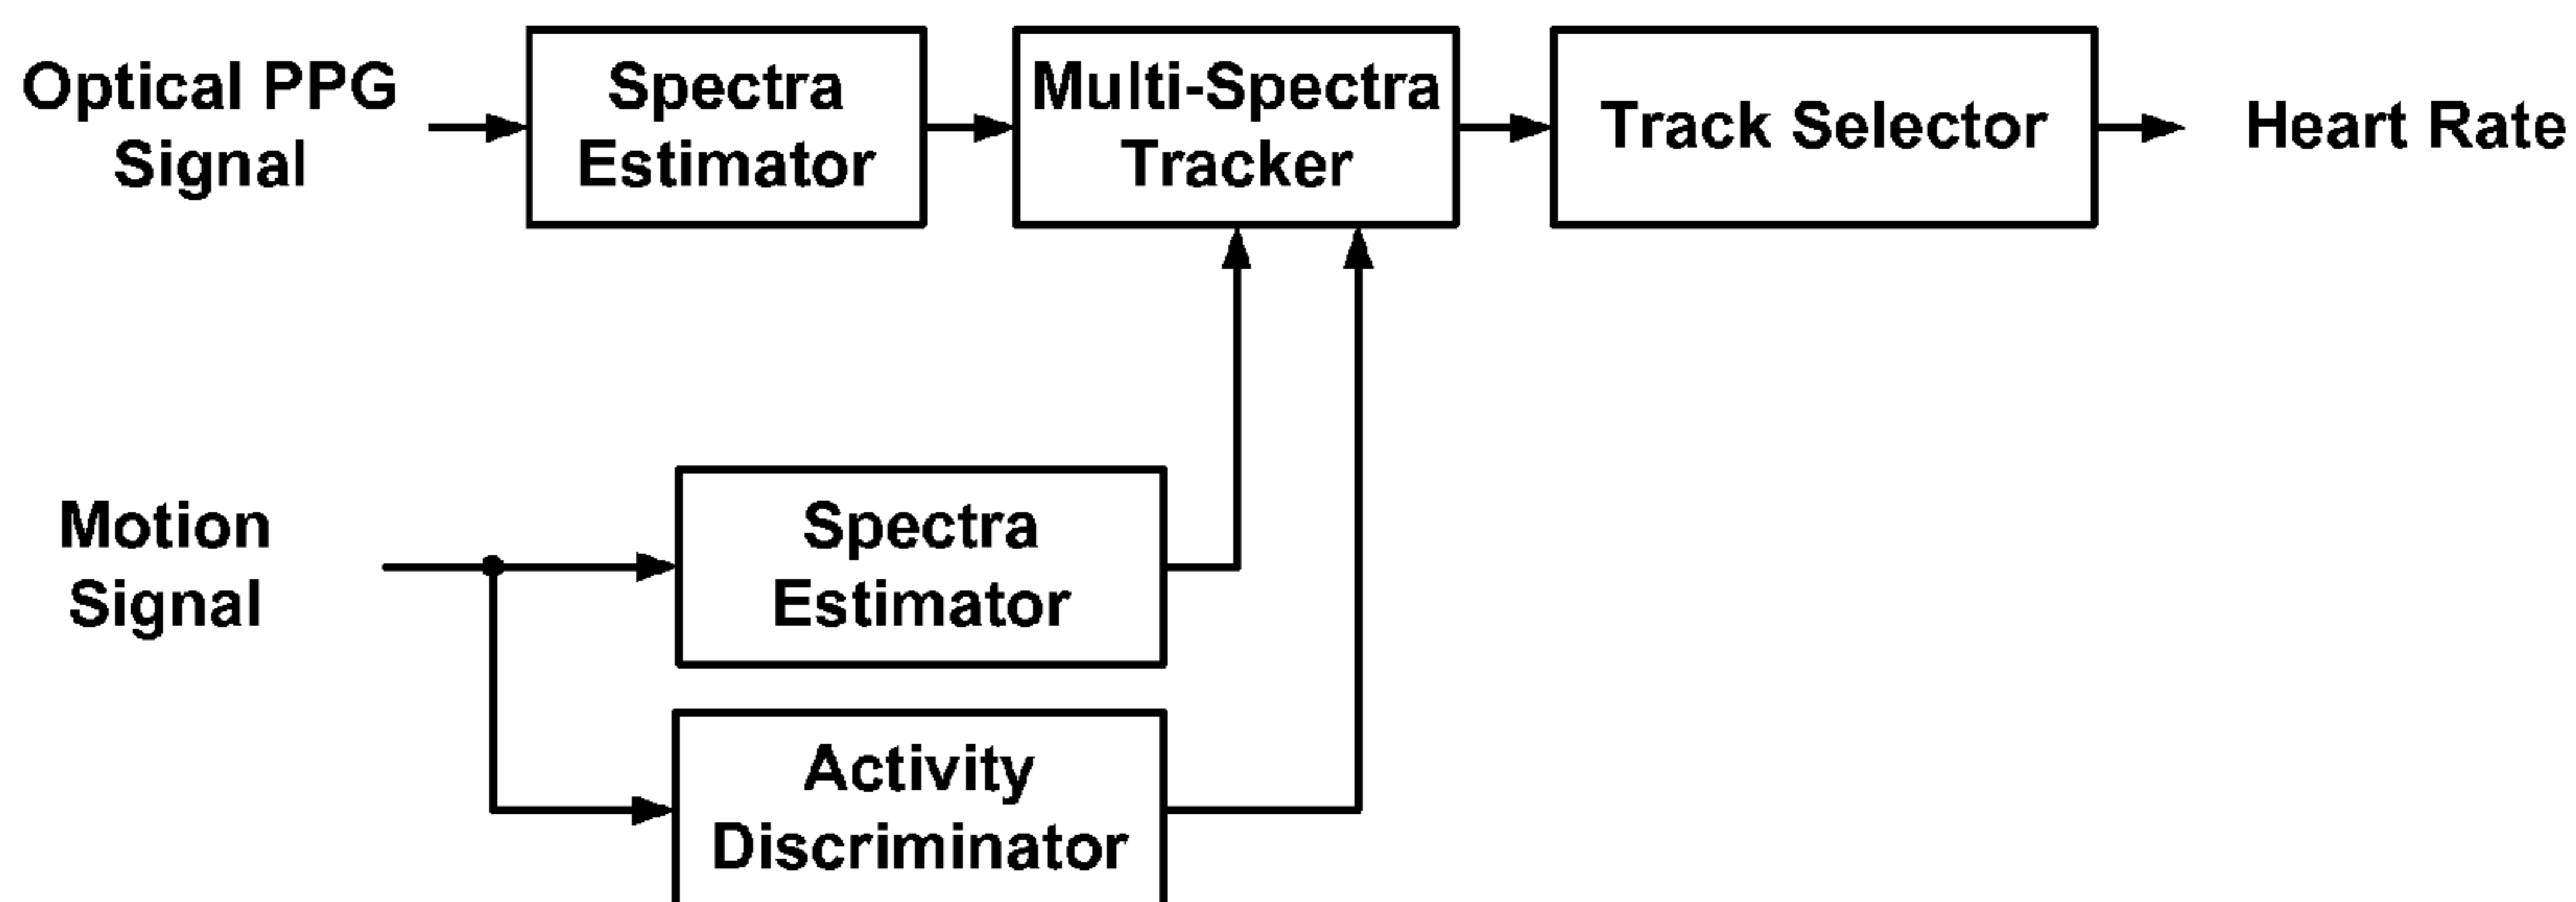 Optical PPG
Signal
Spectra
Estimator
Multi-Spectra
Tracker
Track Selector
Heart Rate
Motion
Signal
Spectra
Estimator
Activity
Discriminator